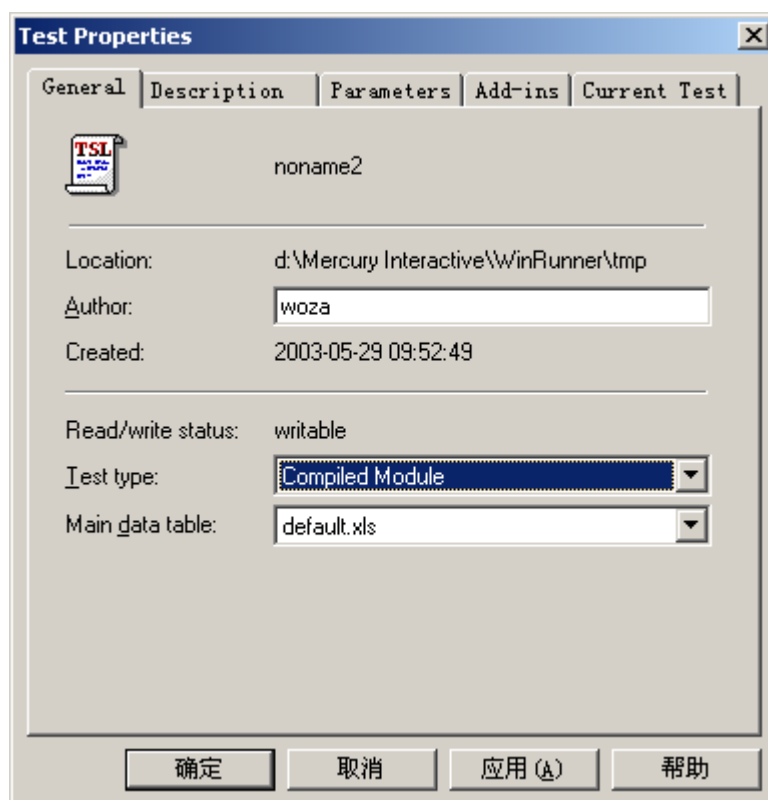 Test Properties
General Description Parameters Add-ins Current Test
TSL
noname2
Location: d:\Mercury Interactive\WinRunner\tmp
Author: woza
Created: 2003-05-29 09:52:49
Read/write status: writable
Test type: Compiled Module
Main data table: default.xls
确定 取消 应用(A) 帮助